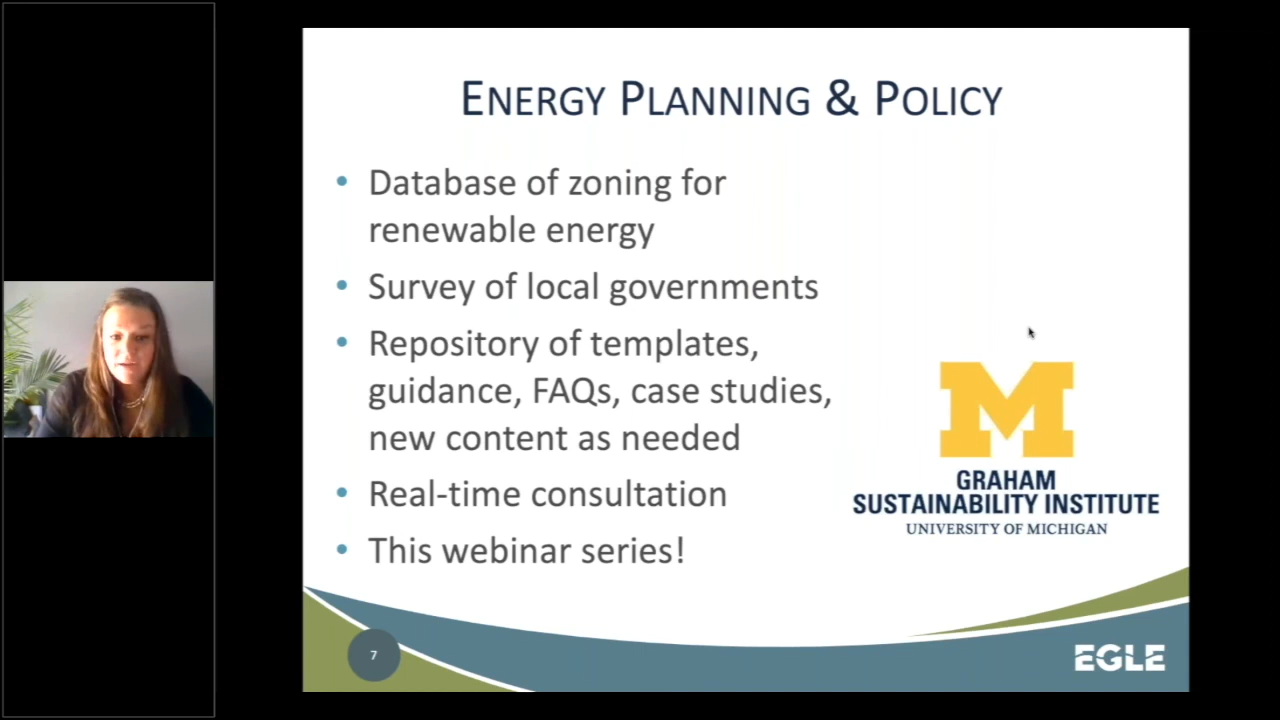 ENERGY PLANNING & POLICY
• Database of zoning for
renewable energy
• Survey of local governments
• Repository of templates,
guidance, FAQs, case studies,
new content as needed
• Real-time consultation
• This webinar series!
M
GRAHAM
SUSTAINABILITY INSTITUTE
UNIVERSITY OF MICHIGAN
7
EGLE